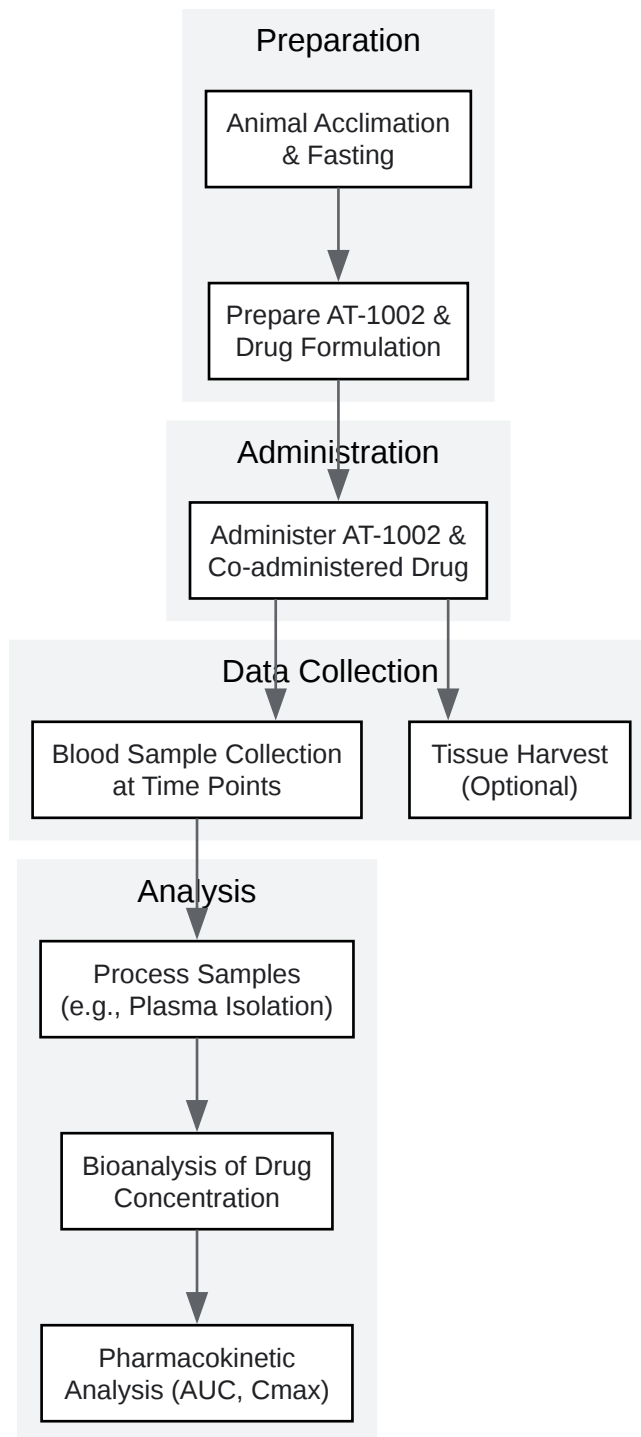 Preparation
Animal Acclimation
& Fasting
Prepare AT-1002 &
Drug Formulation
Administration
Administer AT-1002 &
Co-administered Drug
Data Collection
Blood Sample Collection
at Time Points
Tissue Harvest
(Optional)
Analysis
Process Samples
(e.g., Plasma Isolation)
Bioanalysis of Drug
Concentration
Pharmacokinetic
Analysis (AUC, Cmax)